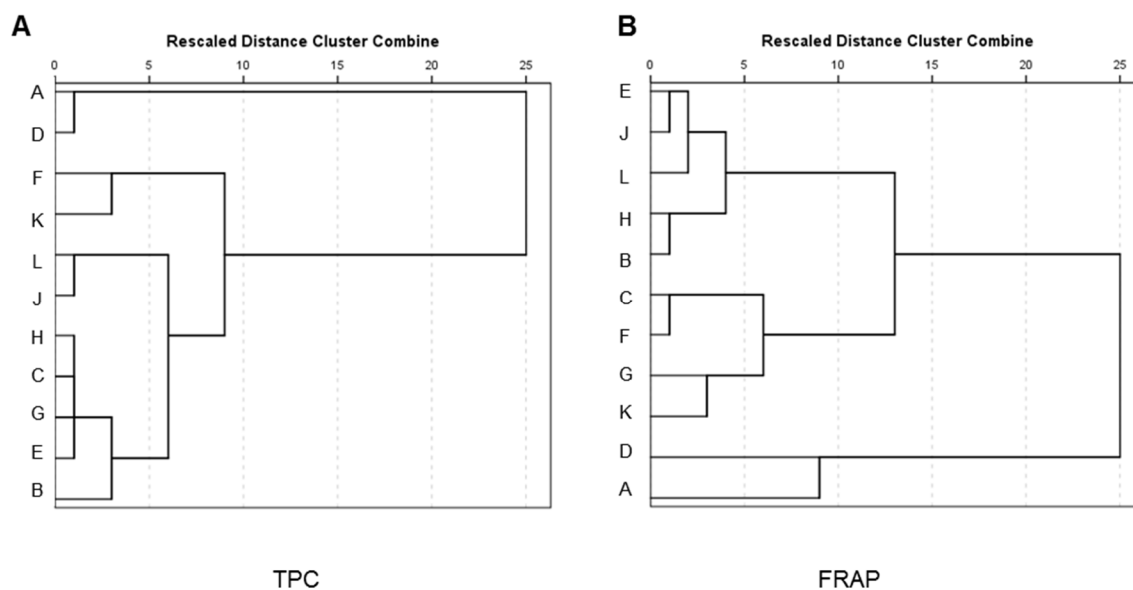 A
Rescaled Distance Cluster Combine
0 5 10 15 20 25
A
D
F
K
L
J
H
C
G
E
B
TPC
B
Rescaled Distance Cluster Combine
0 5 10 15 20 25
E
J
L
H
B
C
F
G
K
D
A
FRAP